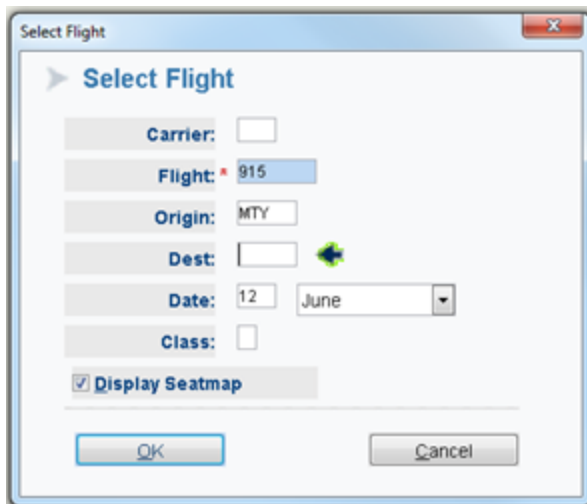 Select Flight
Select Flight
Carrier:
Flight: * 915
Origin: MTY
Dest:
Date: 12 June
Class:
Display Seatmap
OK Cancel